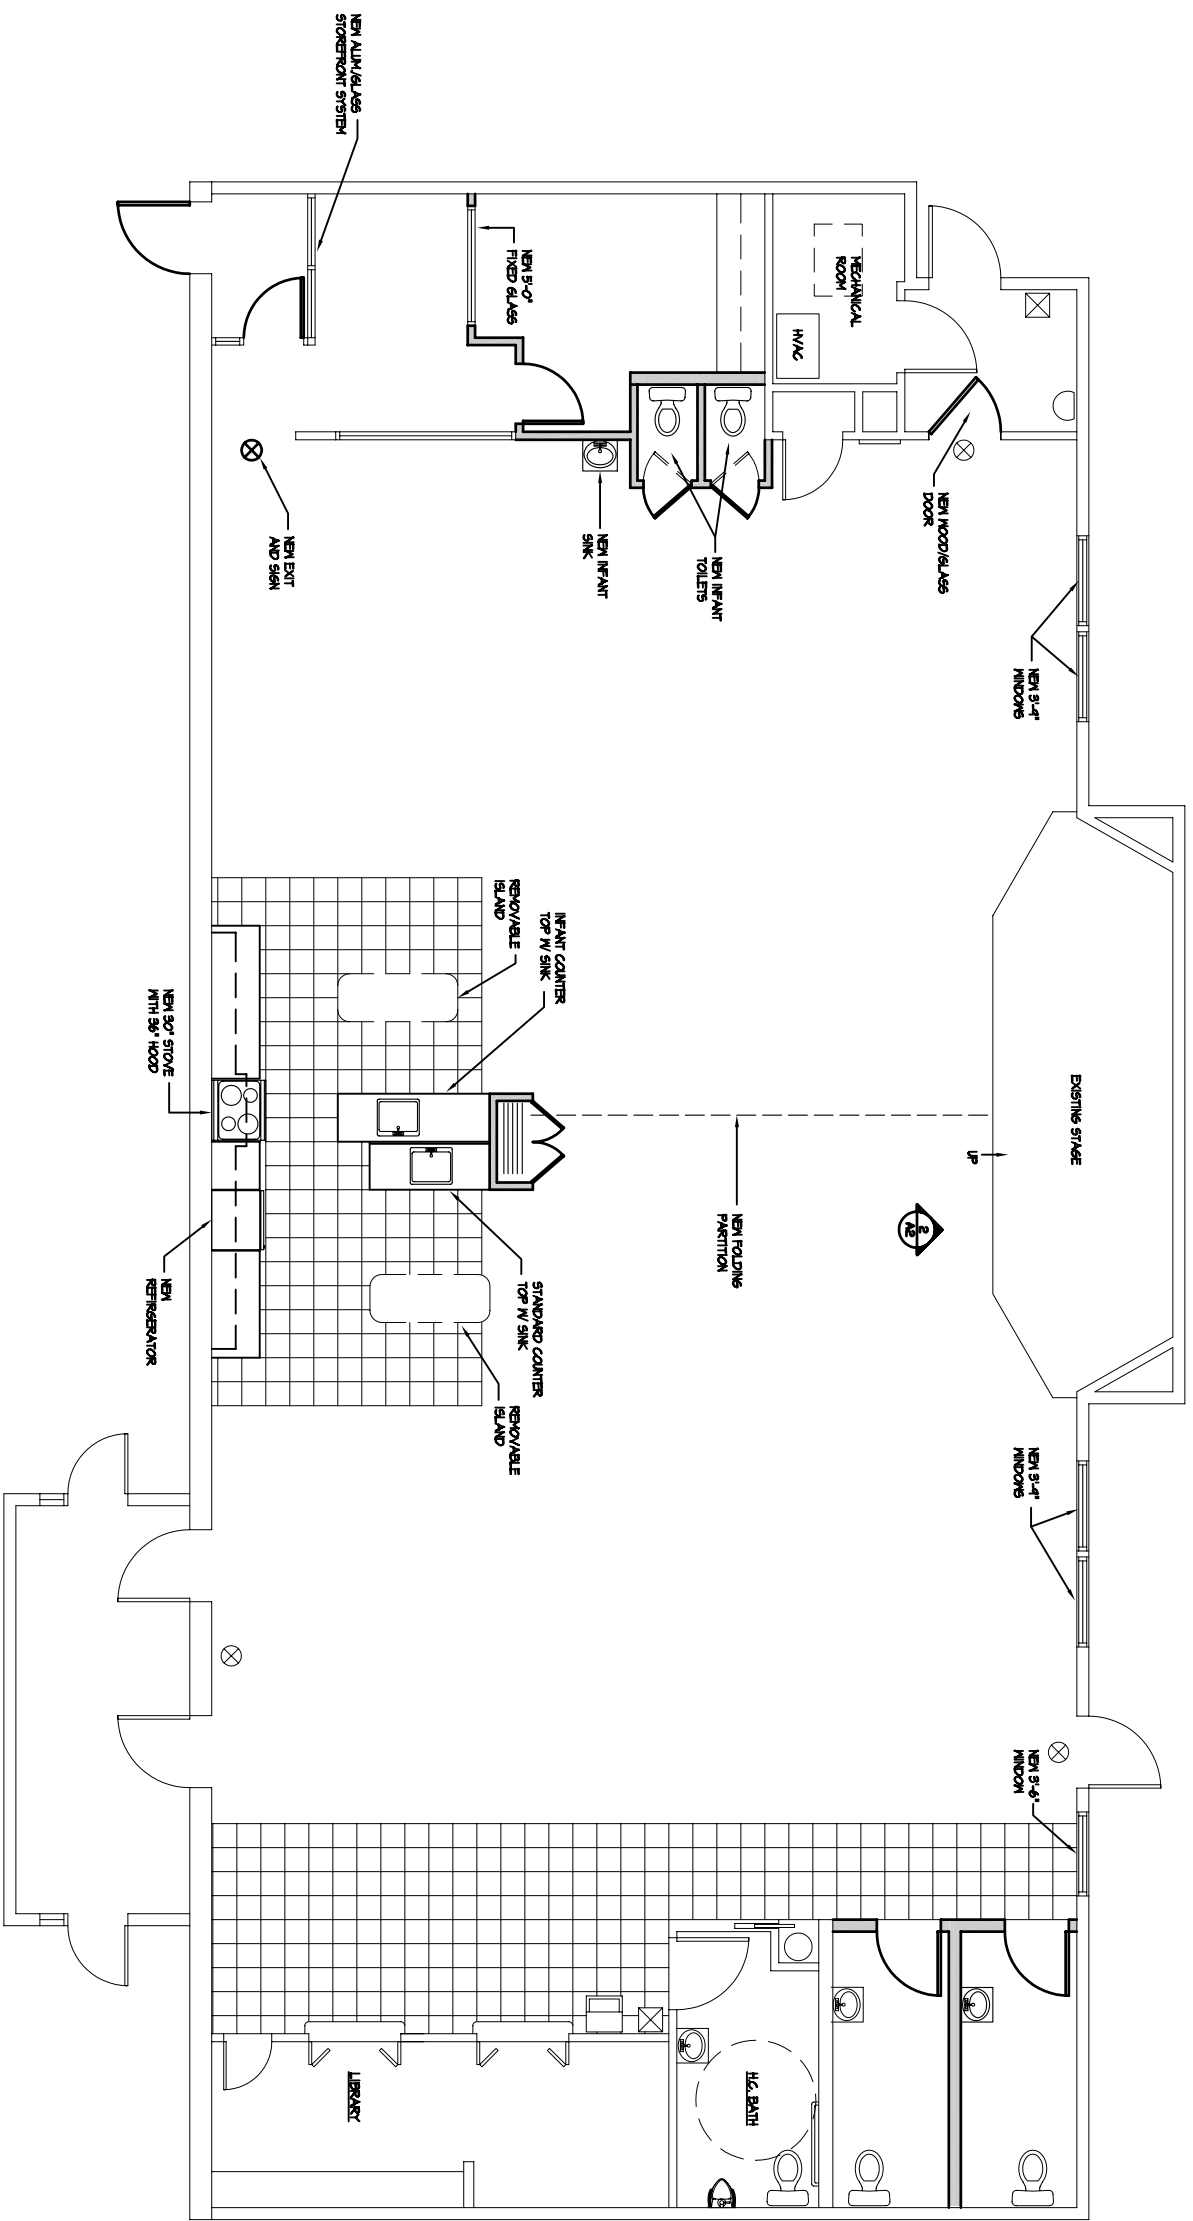 EXISTING STAGE
NEW 3'-4"
WINDOWS
NEW 3'-4"
WINDOWS
NEW 3'-6"
WINDOW
UP
NEW WOOD/GLASS
DOOR
2
A2
MECHANICAL
ROOM
HVAC
NEW FOLDING
PARTITION
H.C. BATH
NEW INFANT
TOILETS
NEW INFANT
SINK
NEW 5'-0"
FIXED GLASS
INFANT COUNTER
TOP W/ SINK
STANDARD COUNTER
TOP W/ SINK
REMOVABLE
ISLAND
REMOVABLE
ISLAND
NEW ALUM./GLASS
STOREFRONT SYSTEM
LIBRARY
NEW EXIT
AND SIGN
NEW 30" STOVE
WITH 36" HOOD
NEW
REFIRGERATOR